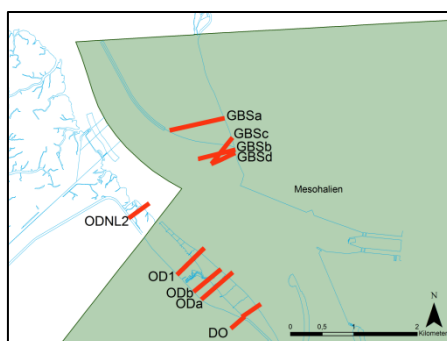 GBSa
GBSc
GBSb
GBSd
Mesohalien
ODNL2
OD1
ODb
ODa
DO
N
0 0,5 1 2
Kilometer